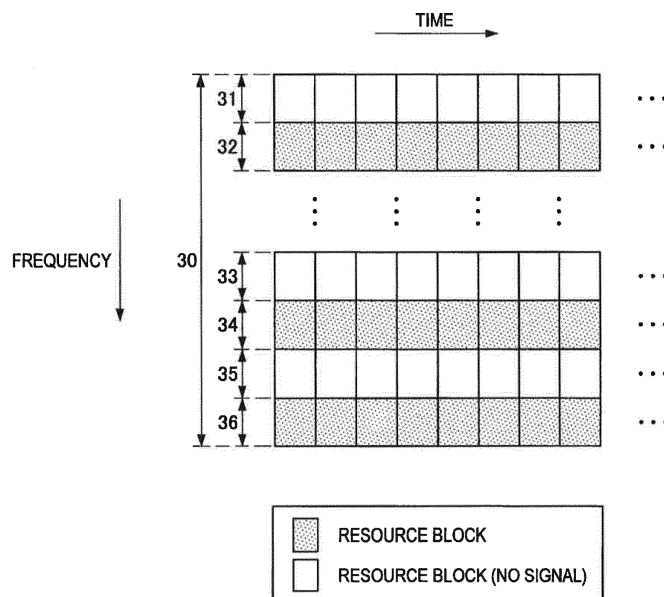 TIME
31
32
FREQUENCY
30
33
34
35
36
RESOURCE BLOCK
RESOURCE BLOCK (NO SIGNAL)